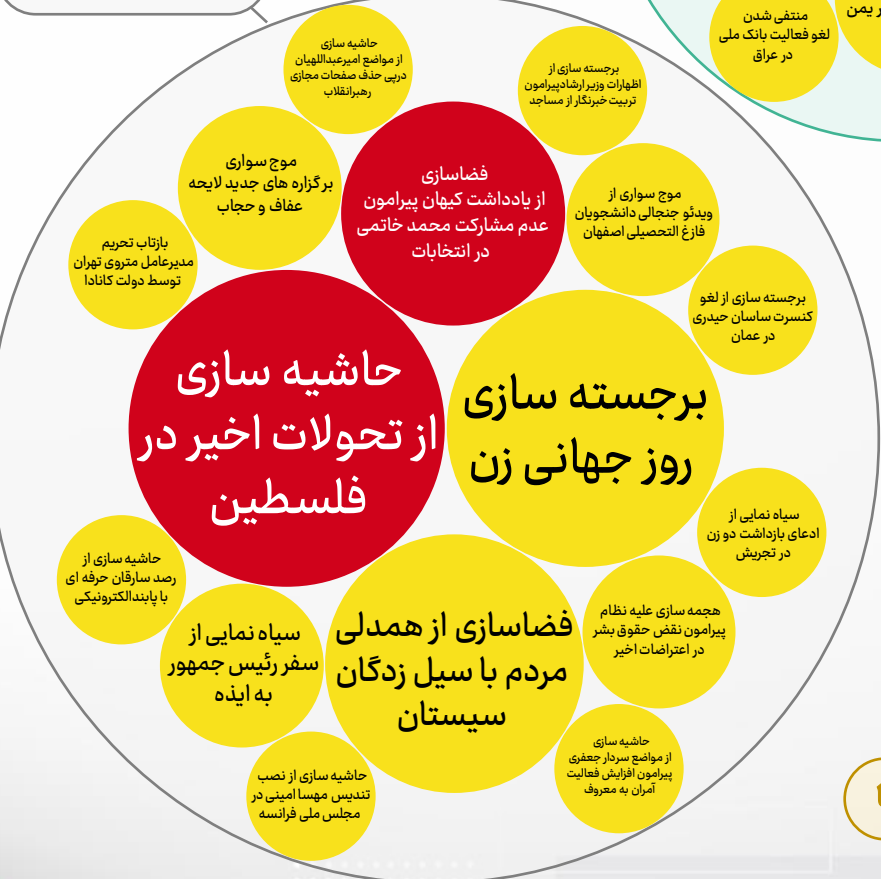 حاشیه سازی
از مواضع امیرعبداللهیان
درپی حذف صفحات مجازی
رهبرانقلاب
برجسته سازی از
اظهارات وزیر ارشادپیرامون
تربیت خبرنگار از مساجد
منتفی شدن
لغو فعالیت بانک ملی
در عراق
ر یمن
موج سواری
بر گزاره های جدید لایحه
عفاف و حجاب
فضاسازی
از یادداشت کیهان پیرامون
عدم مشارکت محمد خاتمی
در انتخابات
موج سواری از
ویدئو جنجالی دانشجویان
فازغ التحصیلی اصفهان
بازتاب تحریم
مدیرعامل متروی تهران
توسط دولت کانادا
برجسته سازی از لغو
کنسرت ساسان حیدری
در عمان
حاشیه سازی
از تحولات اخیر در
فلسطین
برجسته سازی
روز جهانی زن
سیاه نمایی از
ادعای بازداشت دو زن
در تجریش
حاشیه سازی از
رصد سارقان حرفه ای
با پابندالکترونیکی
سیاه نمایی از
سفر رئیس جمهور
به ایذه
فضاسازی از همدلی
مردم با سیل زدگان
سیستان
هجمه سازی علیه نظام
پیرامون نقض حقوق بشر
در اعتراضات اخیر
حاشیه سازی
از مواضع سردار جعفری
پیرامون افزایش فعالیت
آمران به معروف
حاشیه سازی از نصب
تندیس مهسا امینی در
مجلس ملی فرانسه